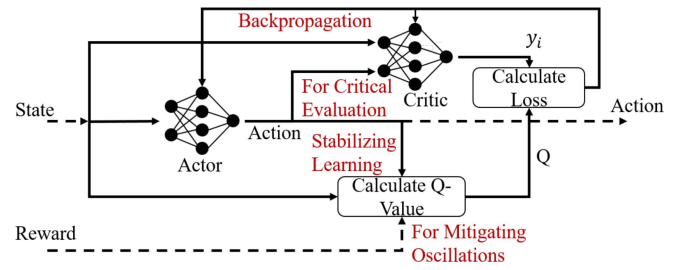 Backpropagation
yᵢ
Calculate
Loss
For Critical
Evaluation
Critic
State
Action
Action
Actor
Stabilizing
Learning
Q
Calculate Q-
Value
Reward
For Mitigating
Oscillations